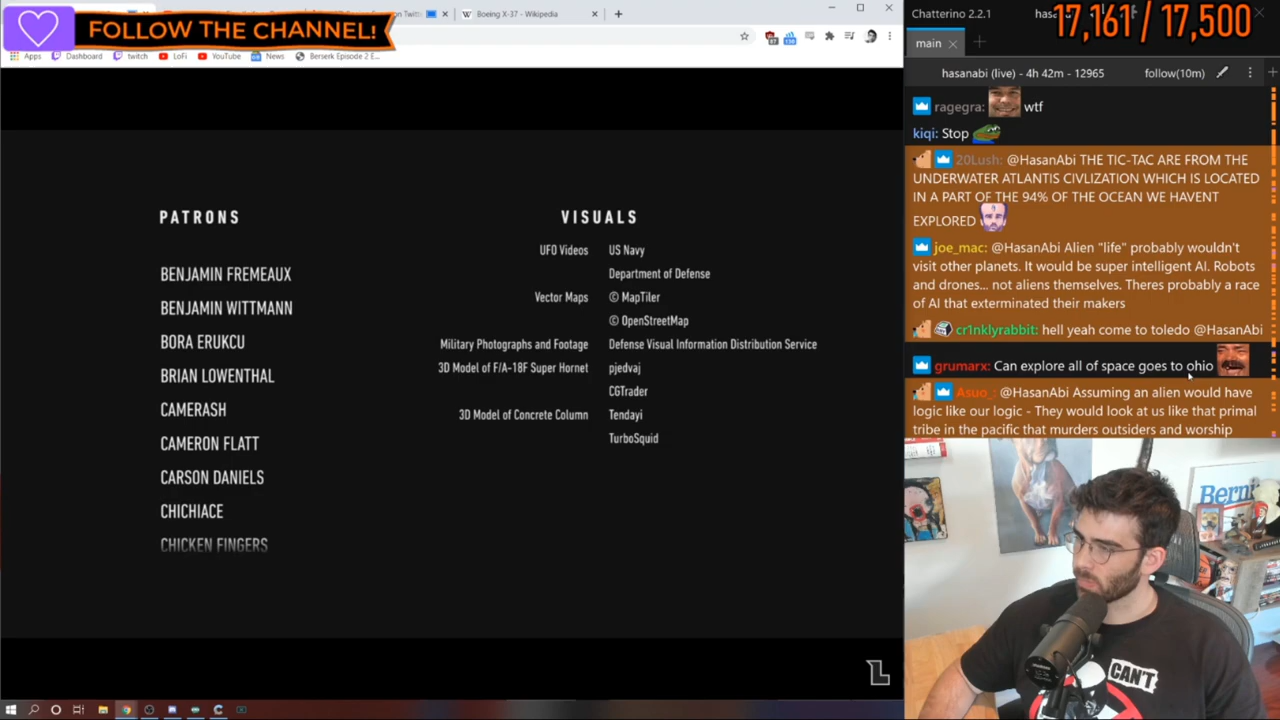 FOLLOW THE CHANNEL!
on Twitt
Boeing X-37 - Wikipedia
Apps
Dashboard
twitch
LoFi
YouTube
News
Berserk Episode 2 E...
PATRONS
BENJAMIN FREMEAUX
BENJAMIN WITTMANN
BORA ERUKCU
BRIAN LOWENTHAL
CAMERASH
CAMERON FLATT
CARSON DANIELS
CHICHIACE
CHICKEN FINGERS
VISUALS
UFO Videos US Navy
Department of Defense
Vector Maps © MapTiler
© OpenStreetMap
Military Photographs and Footage Defense Visual Information Distribution Service
3D Model of F/A-18F Super Hornet pjedvaj
CGTrader
3D Model of Concrete Column Tendayi
TurboSquid
Chatterino 2.2.1
hasa
17,161 / 17,500
main
hasanabi (live) - 4h 42m - 12965
follow(10m)
ragegra: wtf
kiqi: Stop
20Lush: @HasanAbi THE TIC-TAC ARE FROM THE
UNDERWATER ATLANTIS CIVLIZATION WHICH IS LOCATED
IN A PART OF THE 94% OF THE OCEAN WE HAVENT
EXPLORED
joe_mac: @HasanAbi Alien "life" probably wouldn't
visit other planets. It would be super intelligent AI. Robots
and drones... not aliens themselves. Theres probably a race
of AI that exterminated their makers
cr1nklyrabbit: hell yeah come to toledo @HasanAbi
grumarx: Can explore all of space goes to ohio
Asuo_: @HasanAbi Assuming an alien would have
logic like our logic - They would look at us like that primal
tribe in the pacific that murders outsiders and worship
Bern
CAN'T